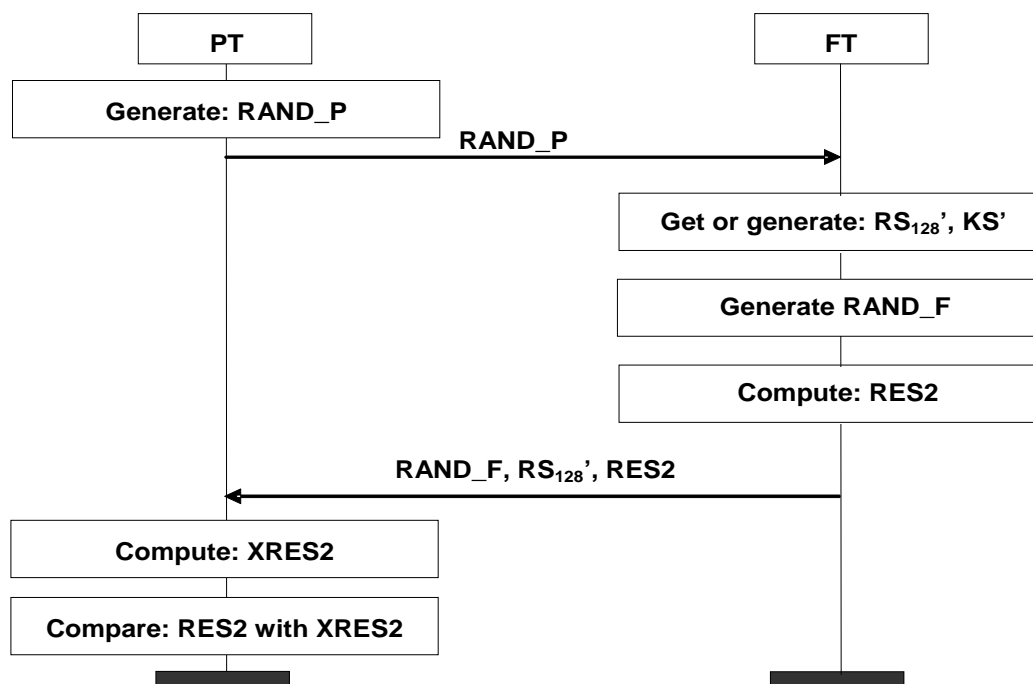 PT
FT
Generate: RAND_P
RAND_P
Get or generate: RS₁₂₈’, KS’
Generate RAND_F
Compute: RES2
RAND_F, RS₁₂₈’, RES2
Compute: XRES2
Compare: RES2 with XRES2